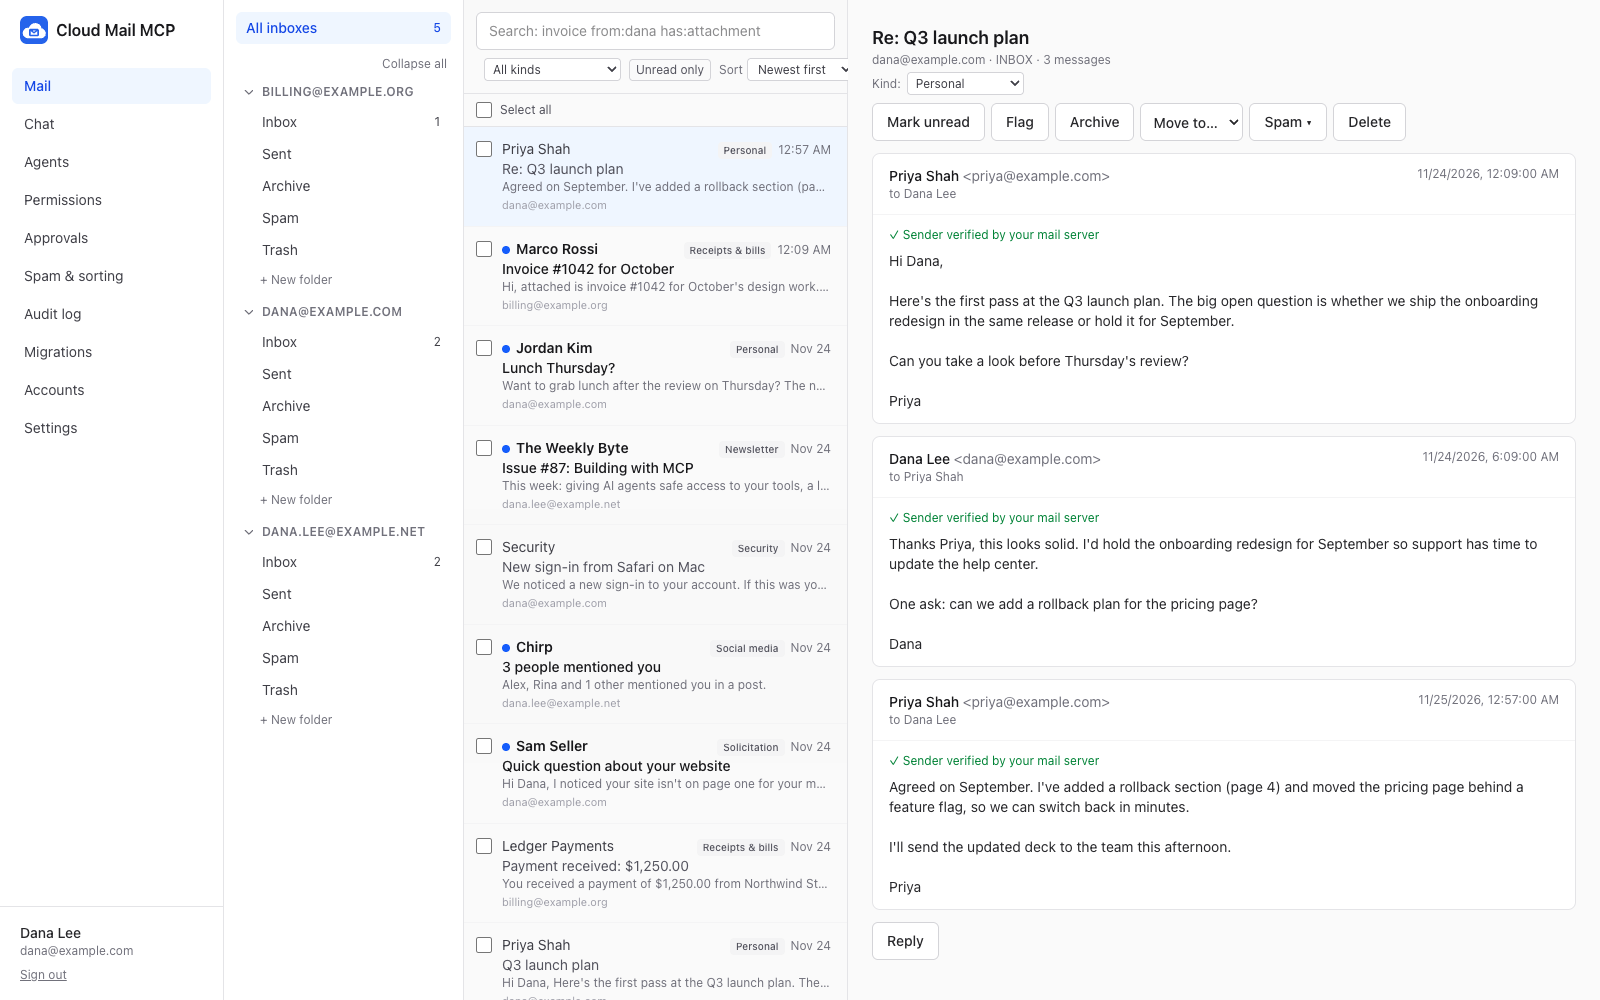 Cloud Mail MCP
Mail
Chat
Agents
Permissions
Approvals
Spam & sorting
Audit log
Migrations
Accounts
Settings
Dana Lee
dana@example.com
Sign out
All inboxes 5
Collapse all
BILLING@EXAMPLE.ORG
Inbox 1
Sent
Archive
Spam
Trash
+ New folder
DANA@EXAMPLE.COM
Inbox 2
Sent
Archive
Spam
Trash
+ New folder
DANA.LEE@EXAMPLE.NET
Inbox 2
Sent
Archive
Spam
Trash
+ New folder
Search: invoice from:dana has:attachment
All kinds Unread only Sort Newest first
Select all
Priya Shah Personal 12:57 AM
Re: Q3 launch plan
Agreed on September. I've added a rollback section (pa...
dana@example.com
Marco Rossi Receipts & bills 12:09 AM
Invoice #1042 for October
Hi, attached is invoice #1042 for October's design work....
billing@example.org
Jordan Kim Personal Nov 24
Lunch Thursday?
Want to grab lunch after the review on Thursday? The n...
dana@example.com
The Weekly Byte Newsletter Nov 24
Issue #87: Building with MCP
This week: giving AI agents safe access to your tools, a l...
dana.lee@example.net
Security Security Nov 24
New sign-in from Safari on Mac
We noticed a new sign-in to your account. If this was yo...
dana@example.com
Chirp Social media Nov 24
3 people mentioned you
Alex, Rina and 1 other mentioned you in a post.
dana.lee@example.net
Sam Seller Solicitation Nov 24
Quick question about your website
Hi Dana, I noticed your site isn't on page one for your m...
dana@example.com
Ledger Payments Receipts & bills Nov 24
Payment received: $1,250.00
You received a payment of $1,250.00 from Northwind St...
billing@example.org
Priya Shah Personal Nov 24
Q3 launch plan
Hi Dana, Here's the first pass at the Q3 launch plan. The...
Re: Q3 launch plan
dana@example.com · INBOX · 3 messages
Kind: Personal
Mark unread Flag Archive Move to... Spam ▾ Delete
Priya Shah <priya@example.com> 11/24/2026, 12:09:00 AM
to Dana Lee
✓ Sender verified by your mail server
Hi Dana,
Here's the first pass at the Q3 launch plan. The big open question is whether we ship the onboarding
redesign in the same release or hold it for September.
Can you take a look before Thursday's review?
Priya
Dana Lee <dana@example.com> 11/24/2026, 6:09:00 AM
to Priya Shah
✓ Sender verified by your mail server
Thanks Priya, this looks solid. I'd hold the onboarding redesign for September so support has time to
update the help center.
One ask: can we add a rollback plan for the pricing page?
Dana
Priya Shah <priya@example.com> 11/25/2026, 12:57:00 AM
to Dana Lee
✓ Sender verified by your mail server
Agreed on September. I've added a rollback section (page 4) and moved the pricing page behind a
feature flag, so we can switch back in minutes.
I'll send the updated deck to the team this afternoon.
Priya
Reply